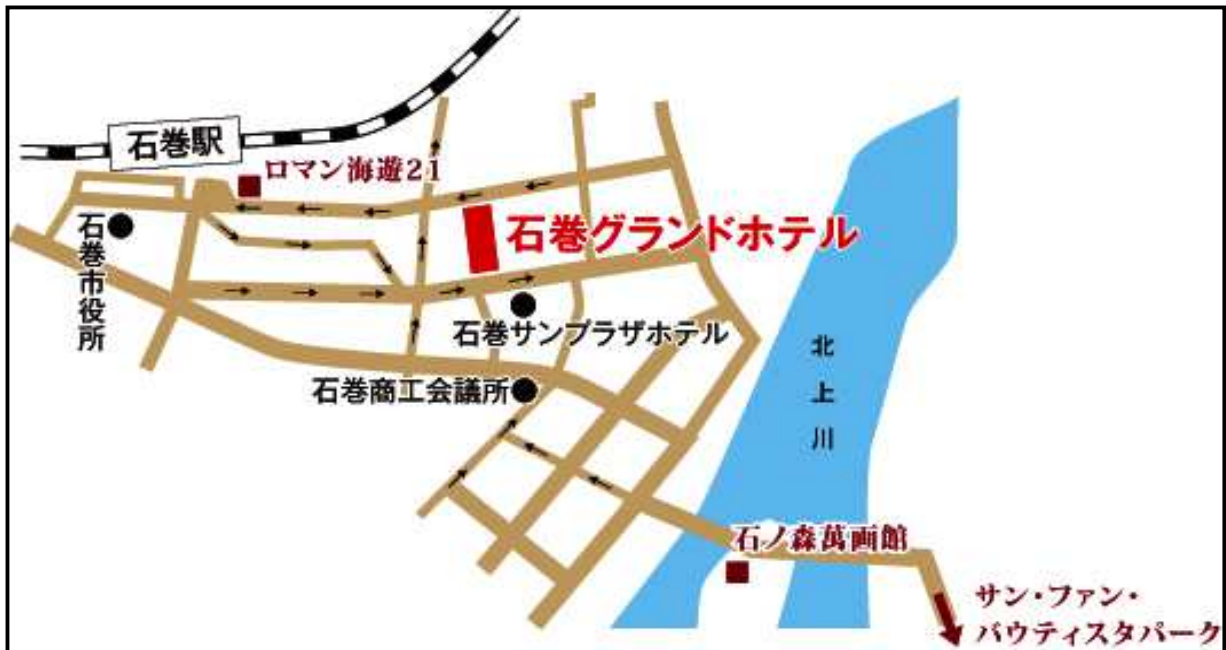 石巻駅
ロマン海遊21
石巻グランドホテル
石巻市役所
石巻サンプラザホテル
石巻商工会議所
北上川
石ノ森萬画館
サン・ファン・
バウティスタパーク